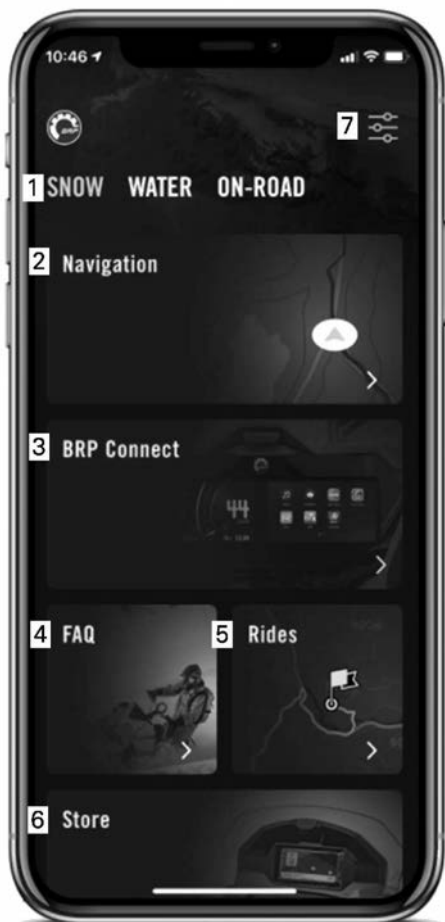 10:46
7
1 SNOW WATER ON-ROAD
2 Navigation
3 BRP Connect
44
4 FAQ
5 Rides
6 Store